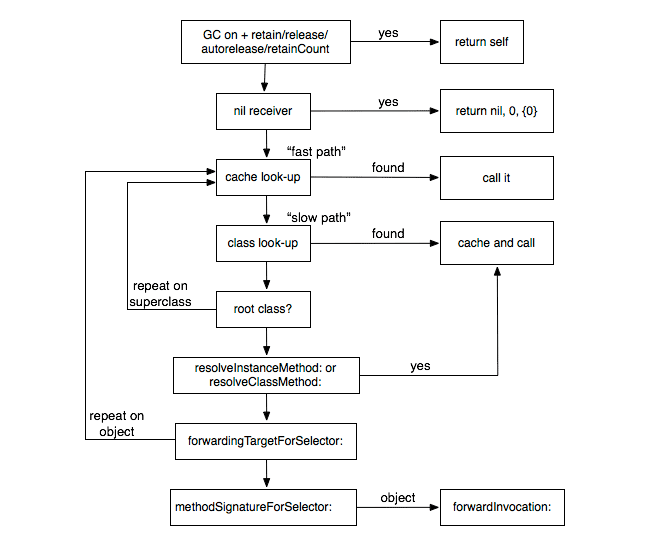 GC on + retain/release/
autorelease/retainCount
yes
return self
nil receiver
yes
return nil, 0, {0}
“fast path”
cache look-up
found
call it
“slow path”
class look-up
found
cache and call
repeat on
superclass
root class?
resolveInstanceMethod: or
resolveClassMethod:
yes
repeat on
object
forwardingTargetForSelector:
methodSignatureForSelector:
object
forwardInvocation: